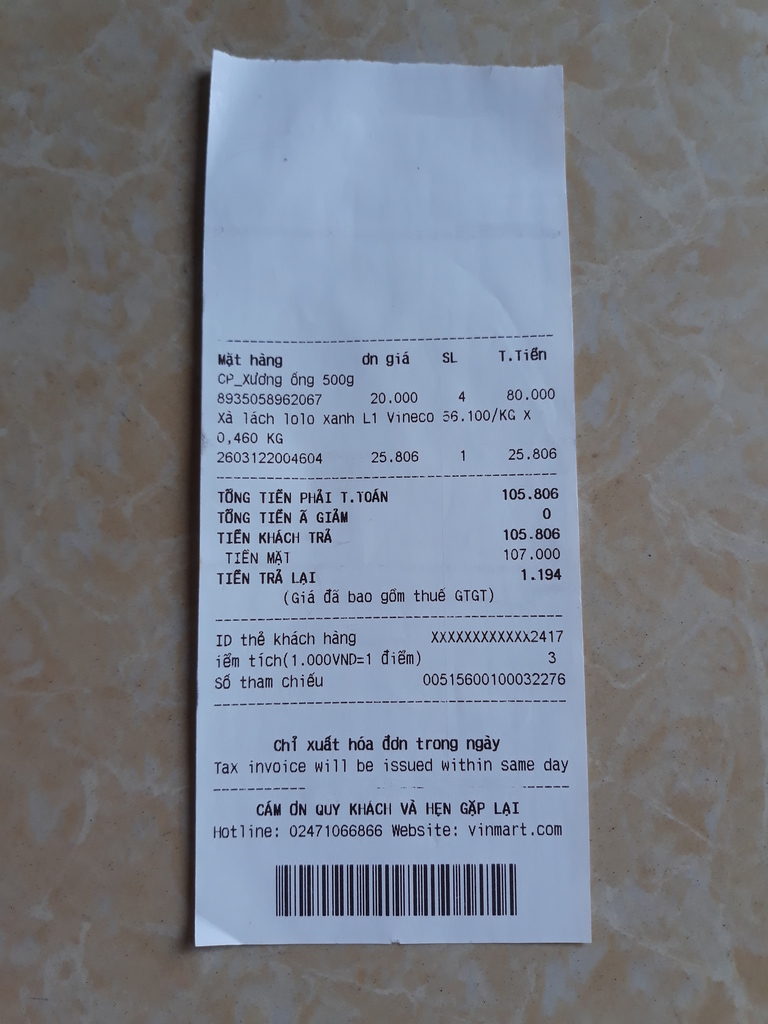 Mặt hàng ơn giá SL T.Tiền
CP_Xương ống 500g
8935058962067 20.000 4 80.000
Xà lách lolo xanh L1 Vineco 56.100/KG X
0,460 KG
2603122004604 25.806 1 25.806
TỔNG TIỀN PHẢI T.TOÁN 105.806
TỔNG TIỀN Ã GIẢM 0
TIỀN KHÁCH TRẢ 105.806
TIỀN MẶT 107.000
TIỀN TRẢ LẠI 1.194
(Giá đã bao gồm thuế GTGT)
ID thẻ khách hàng XXXXXXXXXXXX2417
iểm tích(1.000VND=1 điểm) 3
Số tham chiếu 00515600100032276
Chỉ xuất hóa đơn trong ngày
Tax invoice will be issued within same day
CẢM ƠN QUÝ KHÁCH VÀ HẸN GẶP LẠI
Hotline: 02471066866 Website: vinmart.com